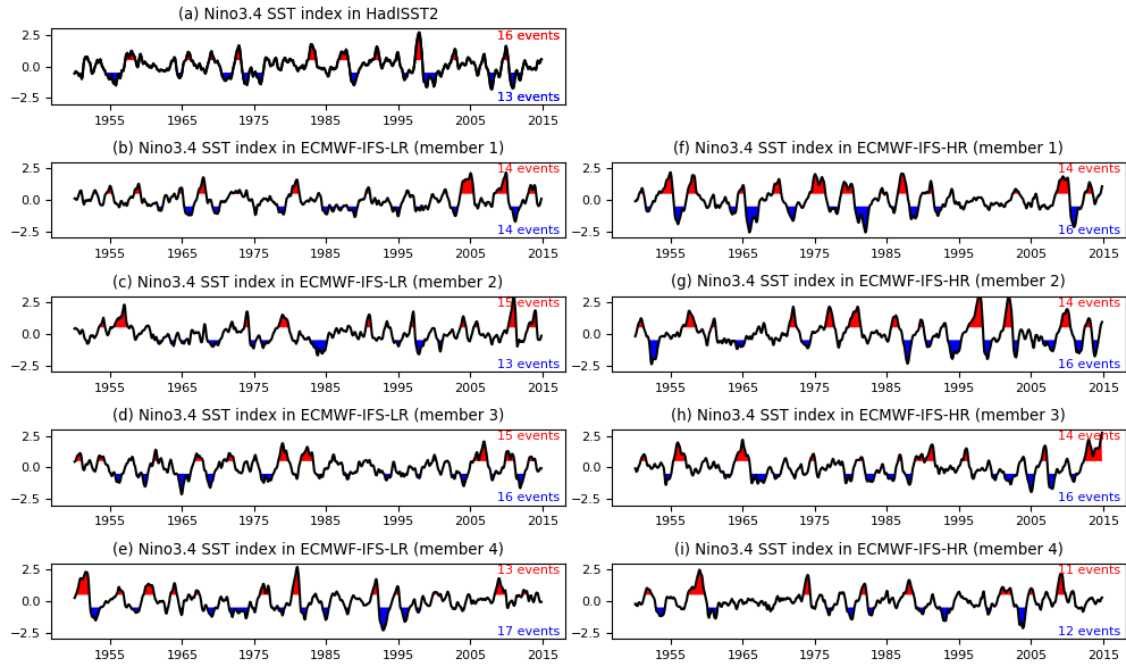 (a) Nino3.4 SST index in HadISST2
2.5
0.0
−2.5
16 events
13 events
1955 1965 1975 1985 1995 2005 2015
(b) Nino3.4 SST index in ECMWF-IFS-LR (member 1)
2.5
0.0
−2.5
14 events
14 events
1955 1965 1975 1985 1995 2005 2015
(f) Nino3.4 SST index in ECMWF-IFS-HR (member 1)
2.5
0.0
−2.5
14 events
16 events
1955 1965 1975 1985 1995 2005 2015
(c) Nino3.4 SST index in ECMWF-IFS-LR (member 2)
2.5
0.0
−2.5
15 events
13 events
1955 1965 1975 1985 1995 2005 2015
(g) Nino3.4 SST index in ECMWF-IFS-HR (member 2)
2.5
0.0
−2.5
14 events
16 events
1955 1965 1975 1985 1995 2005 2015
(d) Nino3.4 SST index in ECMWF-IFS-LR (member 3)
2.5
0.0
−2.5
15 events
16 events
1955 1965 1975 1985 1995 2005 2015
(h) Nino3.4 SST index in ECMWF-IFS-HR (member 3)
2.5
0.0
−2.5
14 events
16 events
1955 1965 1975 1985 1995 2005 2015
(e) Nino3.4 SST index in ECMWF-IFS-LR (member 4)
2.5
0.0
−2.5
13 events
17 events
1955 1965 1975 1985 1995 2005 2015
(i) Nino3.4 SST index in ECMWF-IFS-HR (member 4)
2.5
0.0
−2.5
11 events
12 events
1955 1965 1975 1985 1995 2005 2015